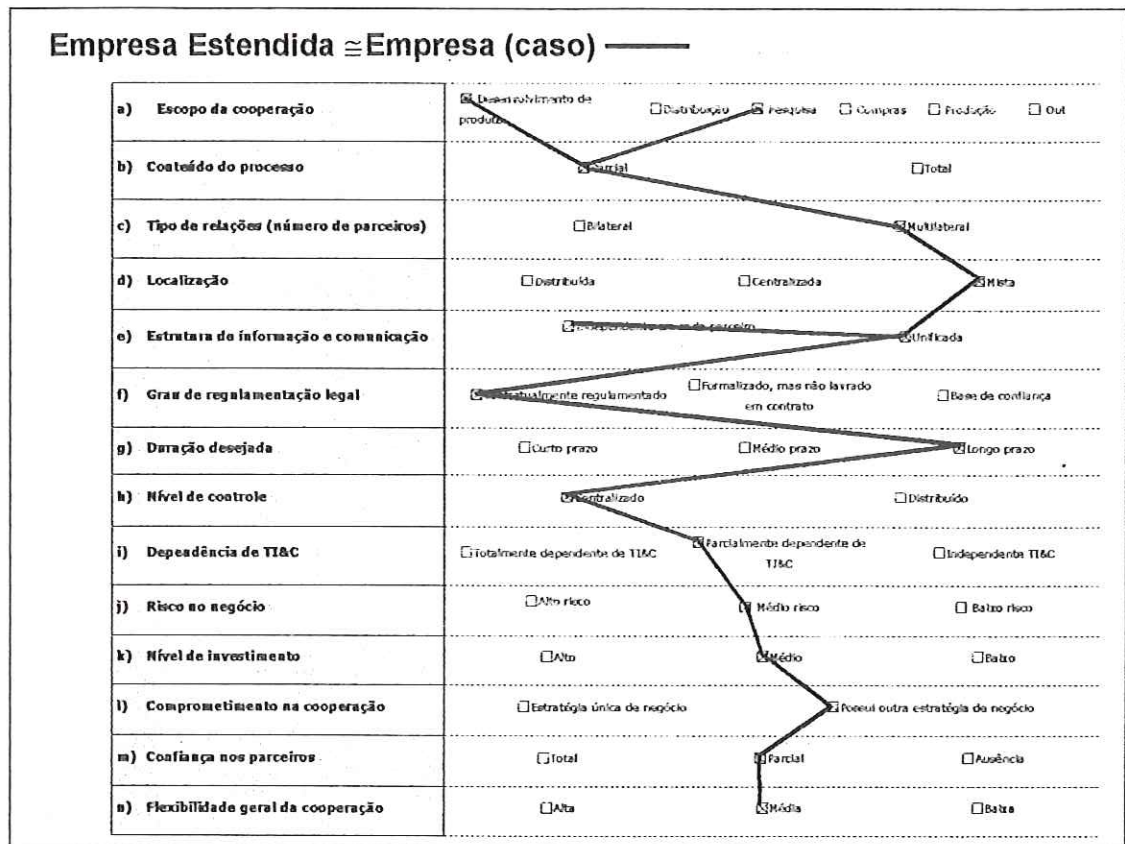 Empresa Estendida ≅ Empresa (caso)
a) Escopo da cooperação ☒ Desenvolvimento de produto ☐ Distribuição ☒ Pesquisa ☐ Compras ☐ Produção ☐ Out
b) Conteúdo do processo ☒ Parcial ☐ Total
c) Tipo de relações (número de parceiros) ☐ Bilateral ☒ Multilateral
d) Localização ☐ Distribuída ☐ Centralizada ☒ Mista
e) Estrutura de informação e comunicação ☒ ☒ Unificada
f) Grau de regulamentação legal ☒ Contratualmente regulamentado ☐ Formalizado, mas não lavrado em contrato ☐ Base de confiança
g) Duração desejada ☐ Curto prazo ☐ Médio prazo ☒ Longo prazo
h) Nível de controle ☒ Centralizado ☐ Distribuído
i) Dependência de TI&C ☐ Totalmente dependente de TI&C ☒ Parcialmente dependente de TI&C ☐ Independente TI&C
j) Risco no negócio ☐ Alto risco ☒ Médio risco ☐ Baixo risco
k) Nível de investimento ☐ Alto ☒ Médio ☐ Baixo
l) Comprometimento na cooperação ☐ Estratégia única de negócio ☒ Possui outra estratégia de negócio
m) Confiança nos parceiros ☐ Total ☒ Parcial ☐ Ausência
n) Flexibilidade geral da cooperação ☐ Alta ☒ Média ☐ Baixa